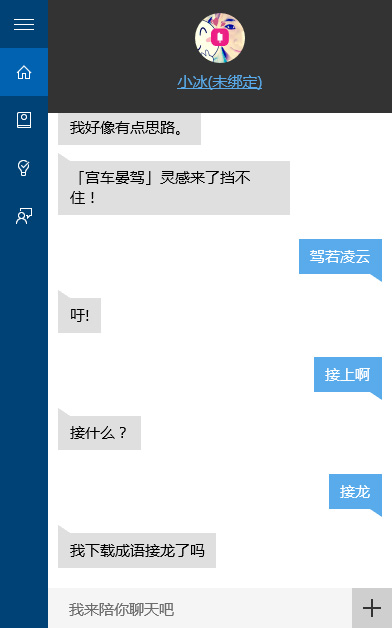 小冰(未绑定)
我好像有点思路。
「宫车晏驾」灵感来了挡不
住！
驾若凌云
吁!
接上啊
接什么？
接龙
我下载成语接龙了吗
我来陪你聊天吧